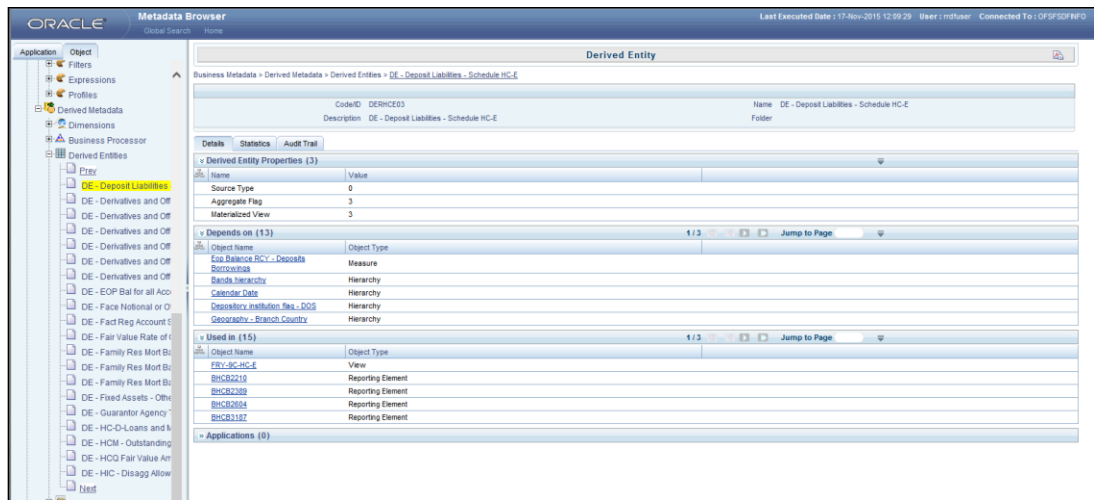 ORACLE
Metadata Browser
Global Search Home
Last Executed Date : 17-Nov-2015 12:09:29 User : rrdfuser Connected To : OFSFSDFINFO
Application Object
Filters
Expressions
Profiles
Derived Metadata
Dimensions
Business Processor
Derived Entities
Prev
DE - Deposit Liabilities
DE - Derivatives and Off
DE - Derivatives and Off
DE - Derivatives and Off
DE - Derivatives and Off
DE - Derivatives and Off
DE - Derivatives and Off
DE - EOP Bal for all Acc
DE - Face Notional or O
DE - Fact Reg Account S
DE - Fair Value Rate of
DE - Family Res Mort Ba
DE - Family Res Mort Ba
DE - Family Res Mort Ba
DE - Fixed Assets - Othe
DE - Guarantor Agency
DE - HC-D-Loans and M
DE - HCM - Outstanding
DE - HCQ Fair Value Am
DE - HIC - Disagg Allow
Next
Derived Entity
Business Metadata > Derived Metadata > Derived Entities > DE - Deposit Liabilities - Schedule HC-E
Code/ID DERHCE03
Name DE - Deposit Liabilities - Schedule HC-E
Description DE - Deposit Liabilities - Schedule HC-E
Folder
Details Statistics Audit Trail
Derived Entity Properties (3)
Name Value
Source Type 0
Aggregate Flag 3
Materialized View 3
Depends on (13) 1 / 3 Jump to Page
Object Name Object Type
Eop Balance RCY - Deposits Borrowings Measure
Bands hierarchy Hierarchy
Calendar Date Hierarchy
Depository institution flag - DOS Hierarchy
Geography - Branch Country Hierarchy
Used in (15) 1 / 3 Jump to Page
Object Name Object Type
FRY-9C-HC-E View
BHCB2210 Reporting Element
BHCB2389 Reporting Element
BHCB2604 Reporting Element
BHCB3187 Reporting Element
Applications (0)